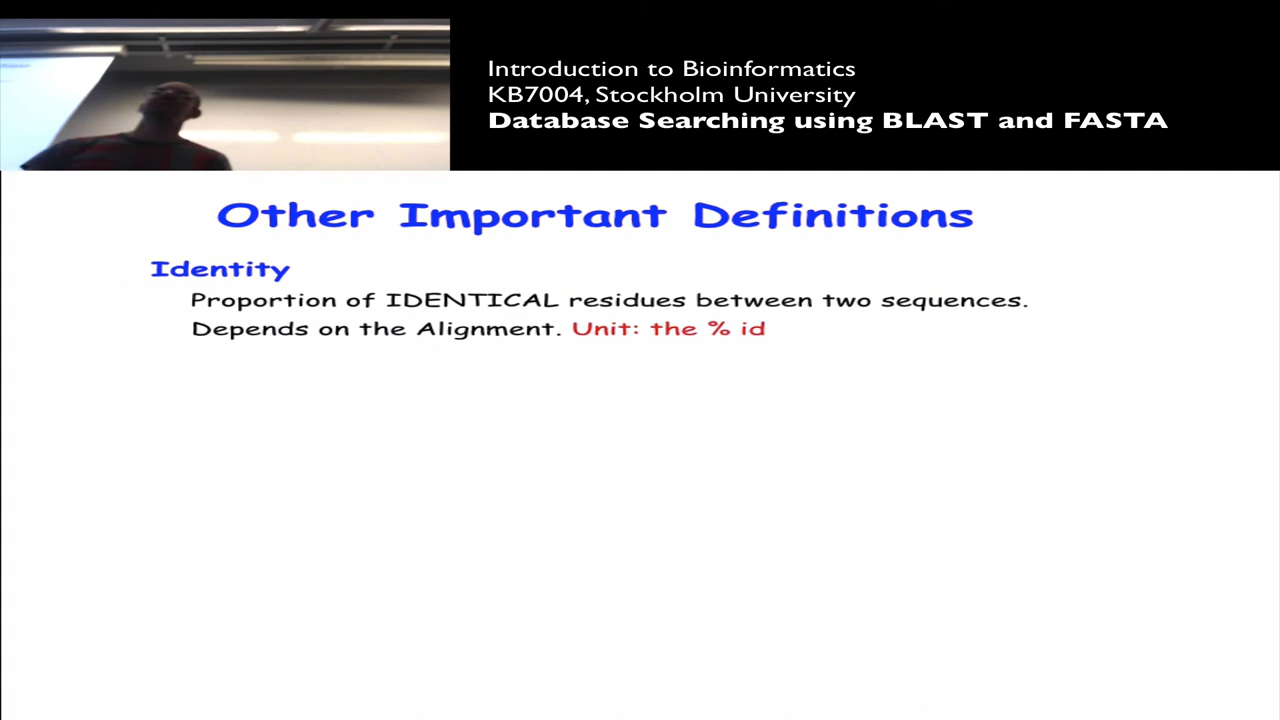 Introduction to Bioinformatics
KB7004, Stockholm University
Database Searching using BLAST and FASTA
Other Important Definitions
Identity
Proportion of IDENTICAL residues between two sequences.
Depends on the Alignment. Unit: the % id